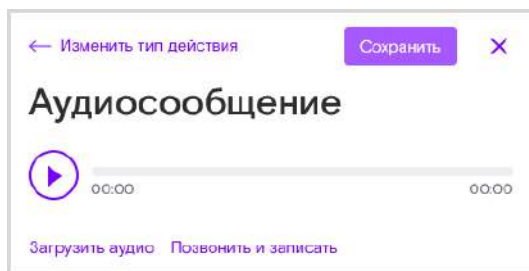 ← Изменить тип действия Сохранить ×
Аудиосообщение
00:00 00:00
Загрузить аудио Позвонить и записать